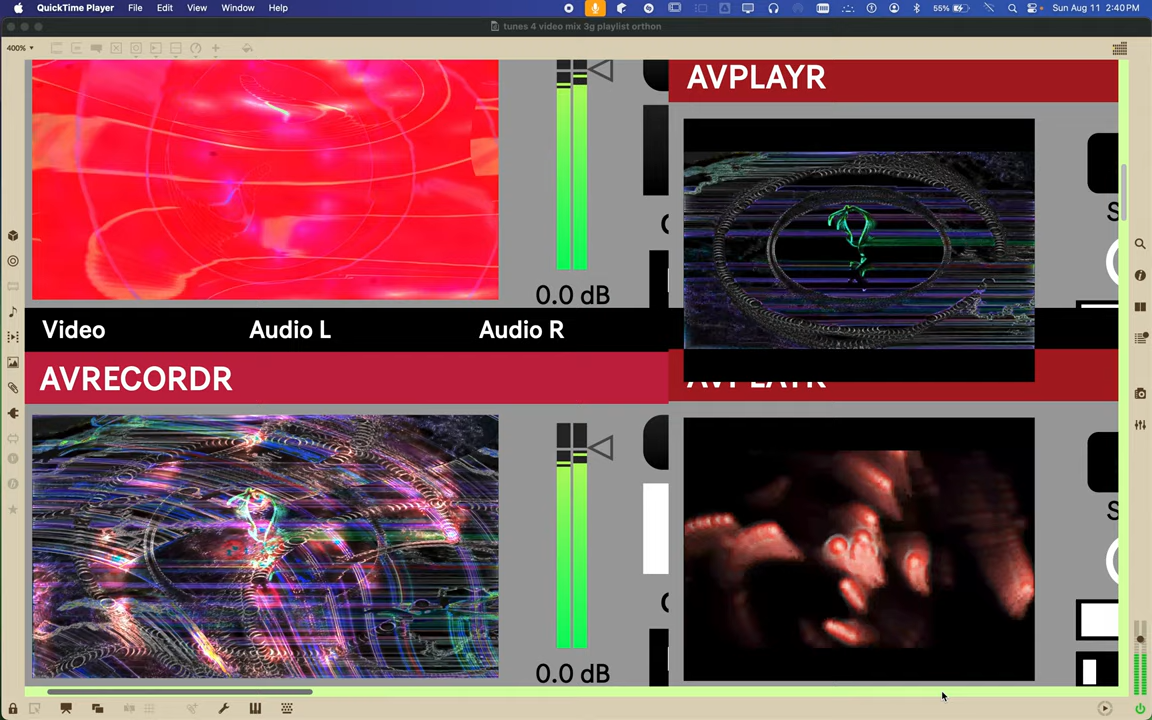 QuickTime Player File Edit View Window Help 55% Sun Aug 11 2:40 PM
tunes 4 video mix 3g playlist orthon
400%
AVPLAYR
0.0 dB
Video Audio L Audio R
AVRECORDR
AVPLAYR
0.0 dB